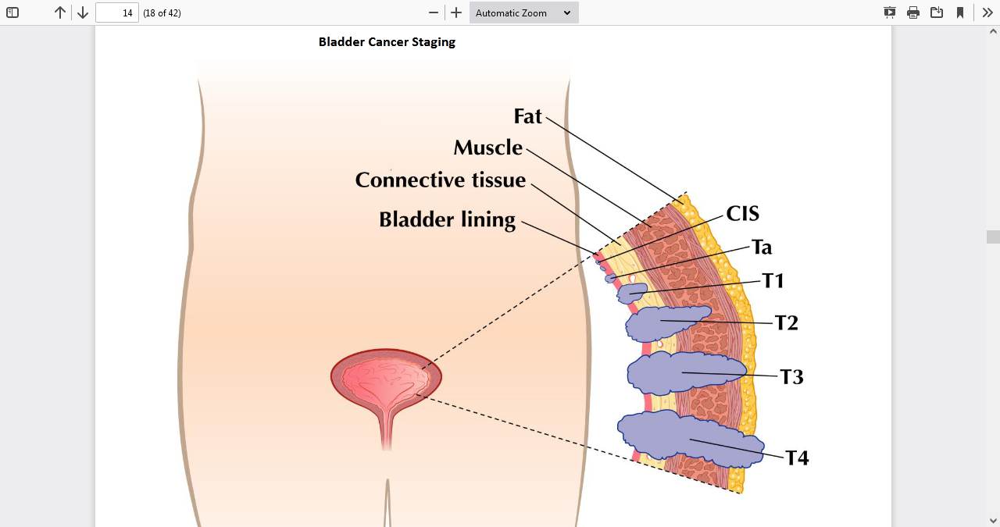 14 (18 of 42) Automatic Zoom
Bladder Cancer Staging
Fat
Muscle
Connective tissue
Bladder lining
CIS
Ta
T1
T2
T3
T4